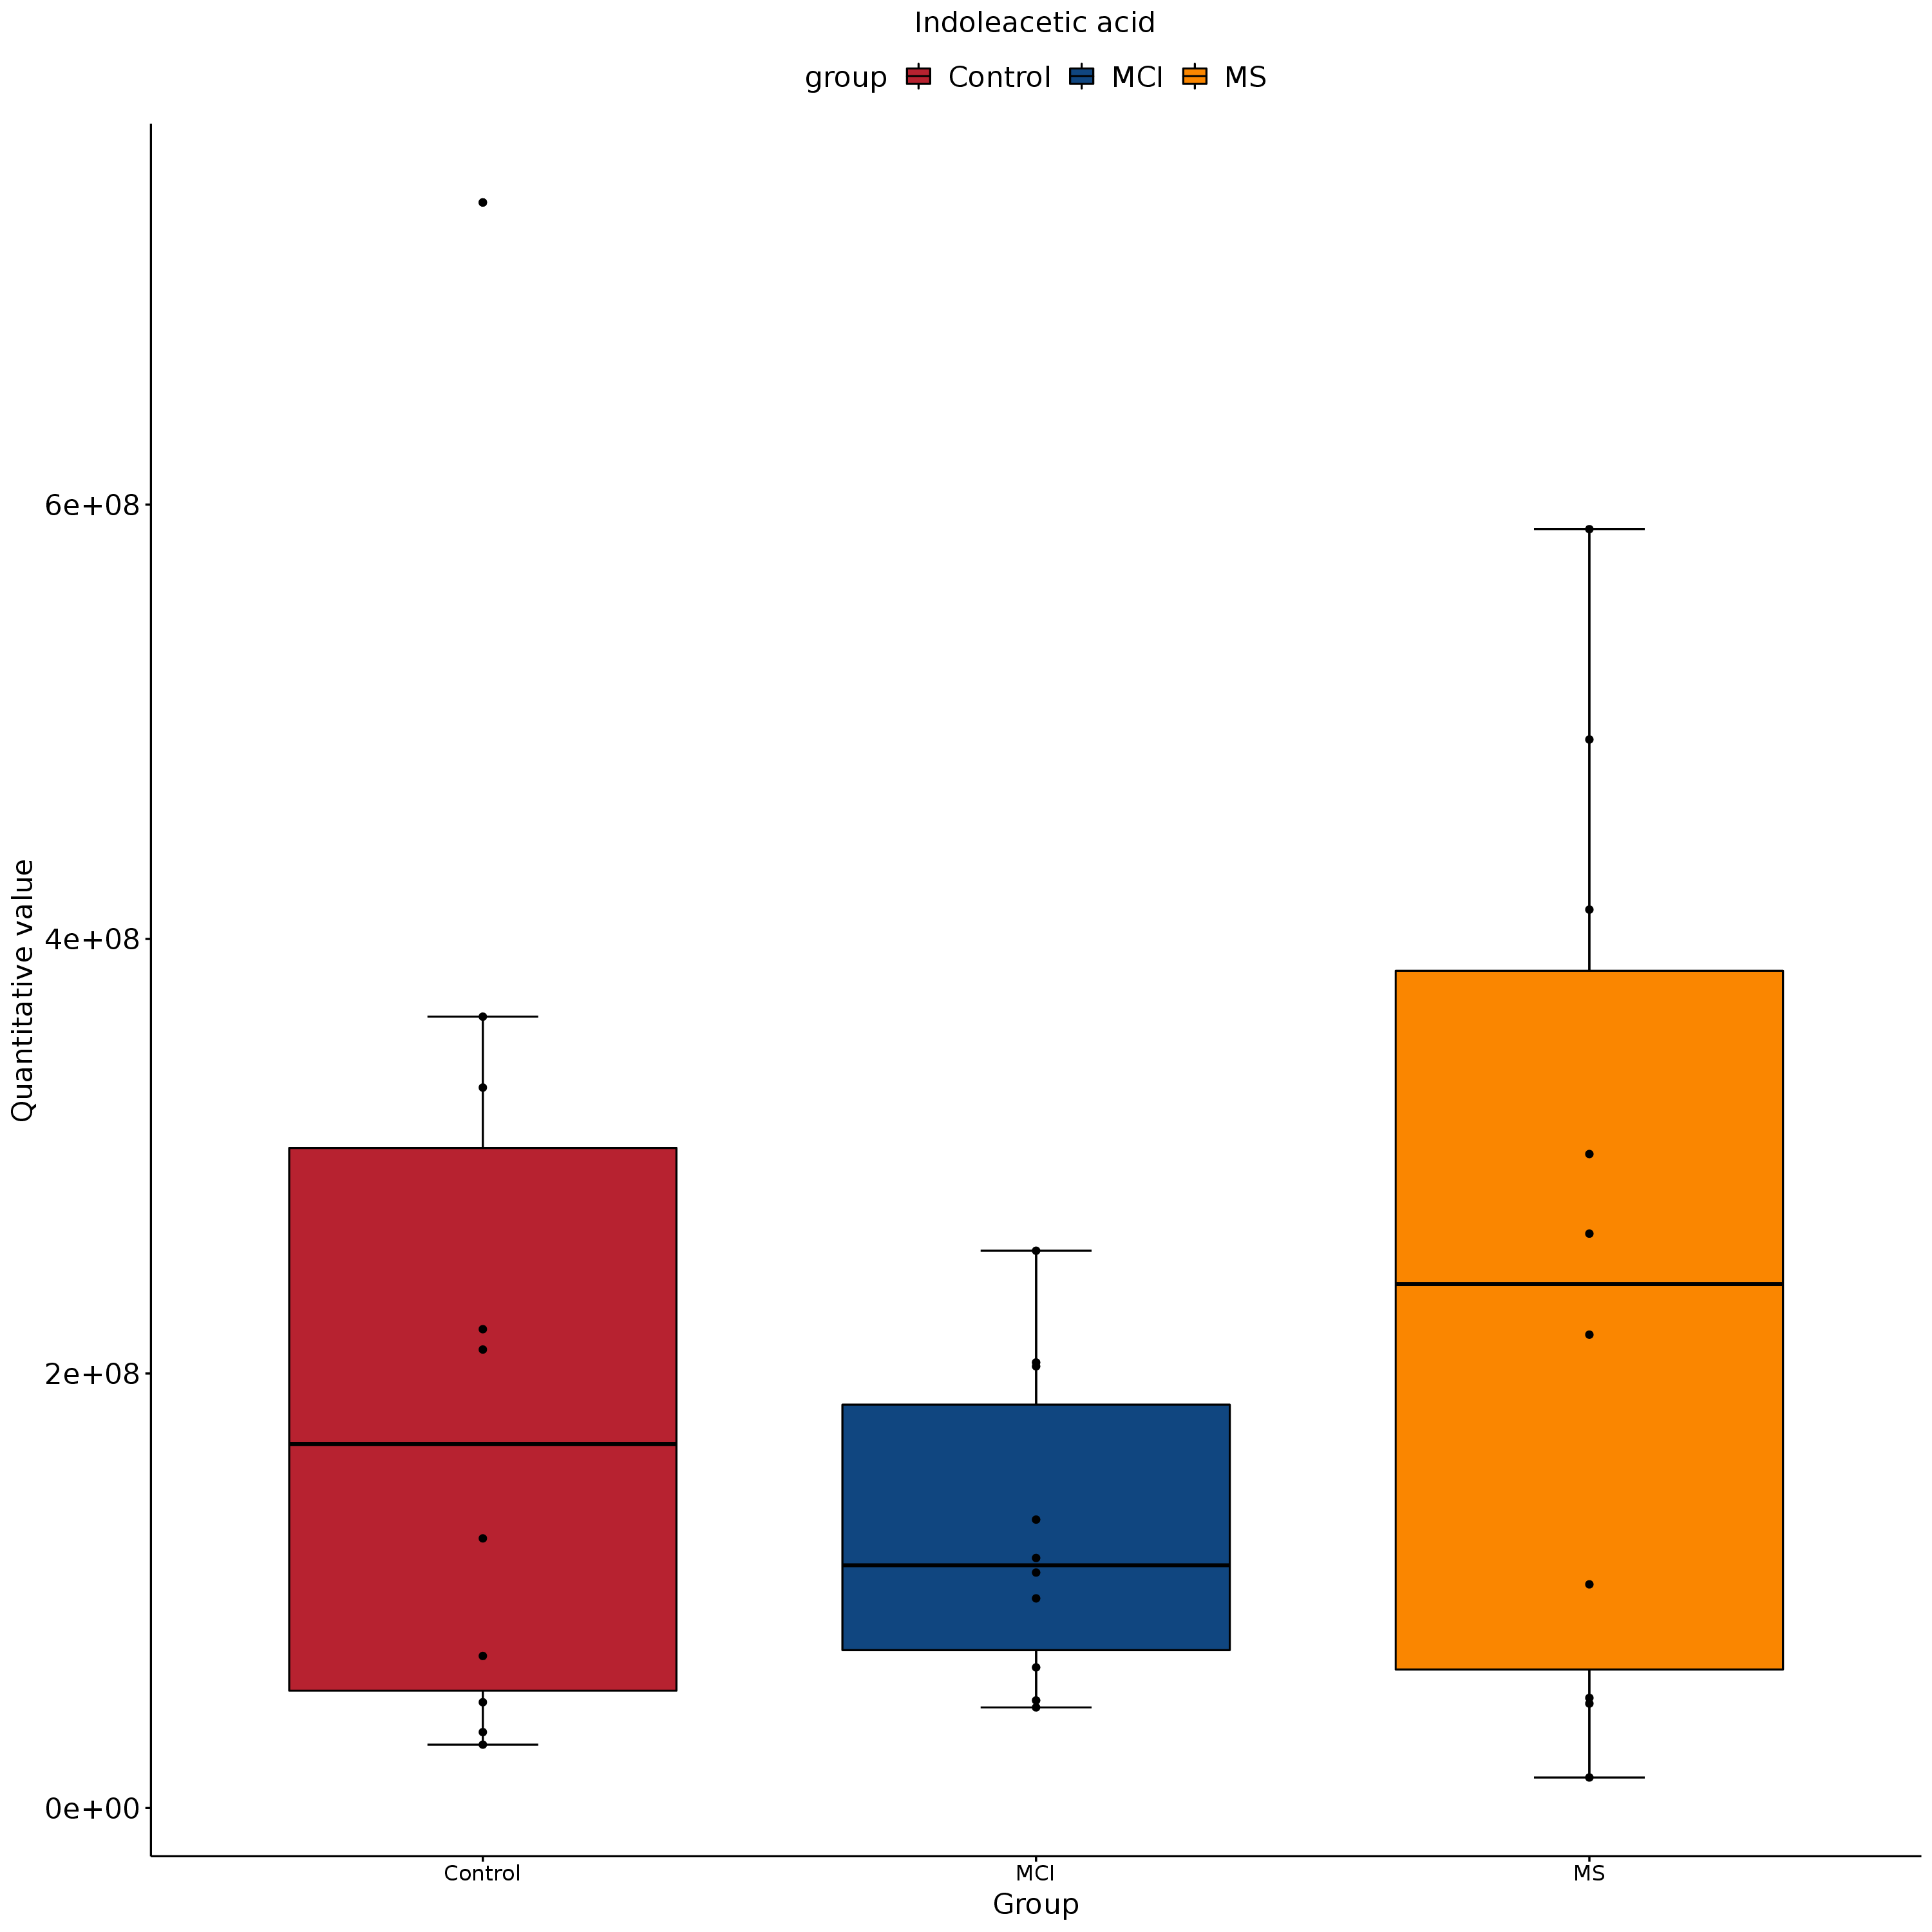 Indoleacetic acid
group Control MCI MS
Quantitative value
6e+08
4e+08
2e+08
0e+00
Control MCI MS
Group